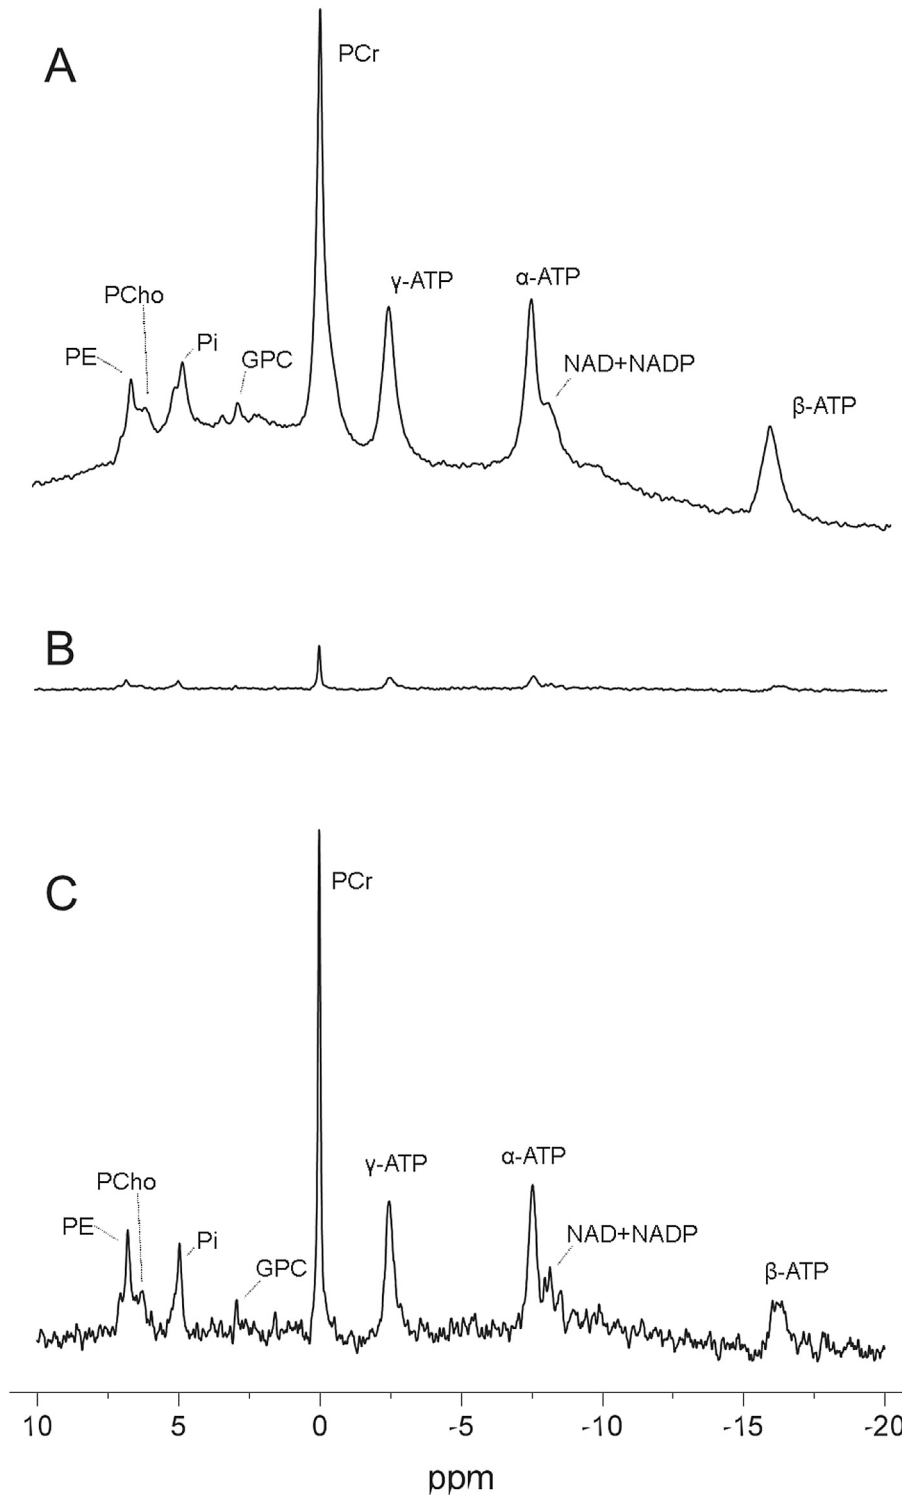 A
PCr
γ-ATP
α-ATP
PCho
Pi
PE
GPC
NAD+NADP
β-ATP
B
C
PCr
γ-ATP
α-ATP
PCho
PE
Pi
NAD+NADP
GPC
β-ATP
10 5 0 -5 -10 -15 -20
ppm